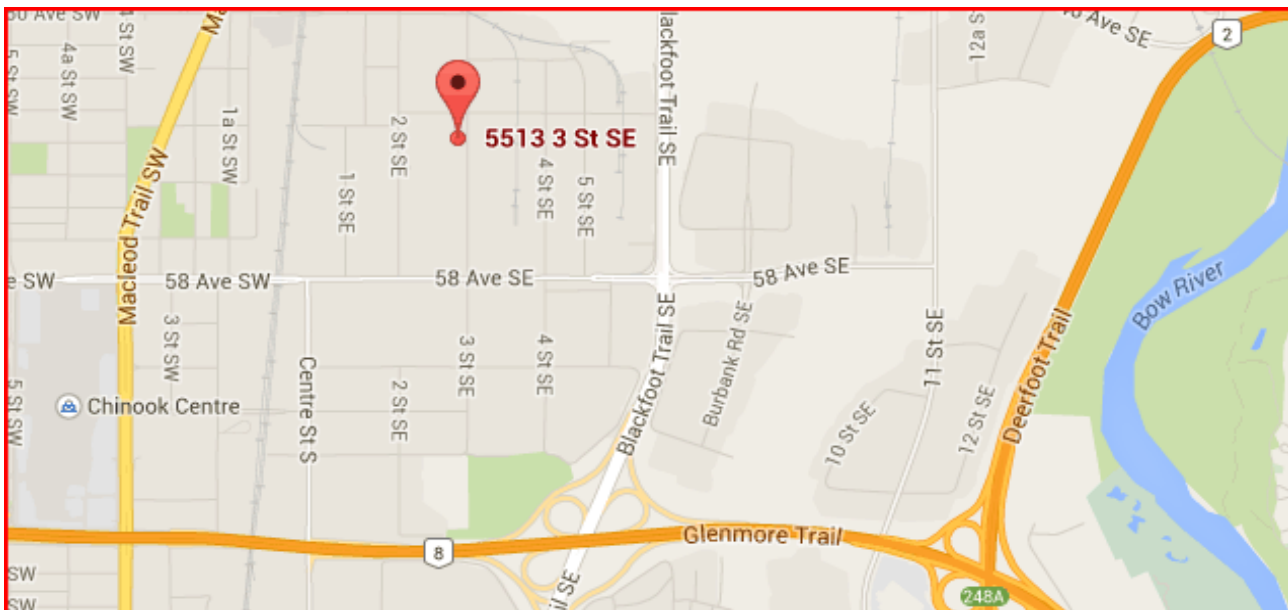 50 Ave SW
4 St SW
4a St SW
5 St SW
1a St SW
Macleod Trail SW
2 St SE
1 St SE
5513 3 St SE
4 St SE
5 St SE
Blackfoot Trail SE
12a St
Ave SE
2
e SW
58 Ave SW
58 Ave SE
58 Ave SE
3 St SW
Centre St S
2 St SE
3 St SE
4 St SE
Blackfoot Trail SE
Burbank Rd SE
11 St SE
10 St SE
12 St SE
Deerfoot Trail
Bow River
5 St SW
Chinook Centre
8
Glenmore Trail
248A
SW
SW
il SE